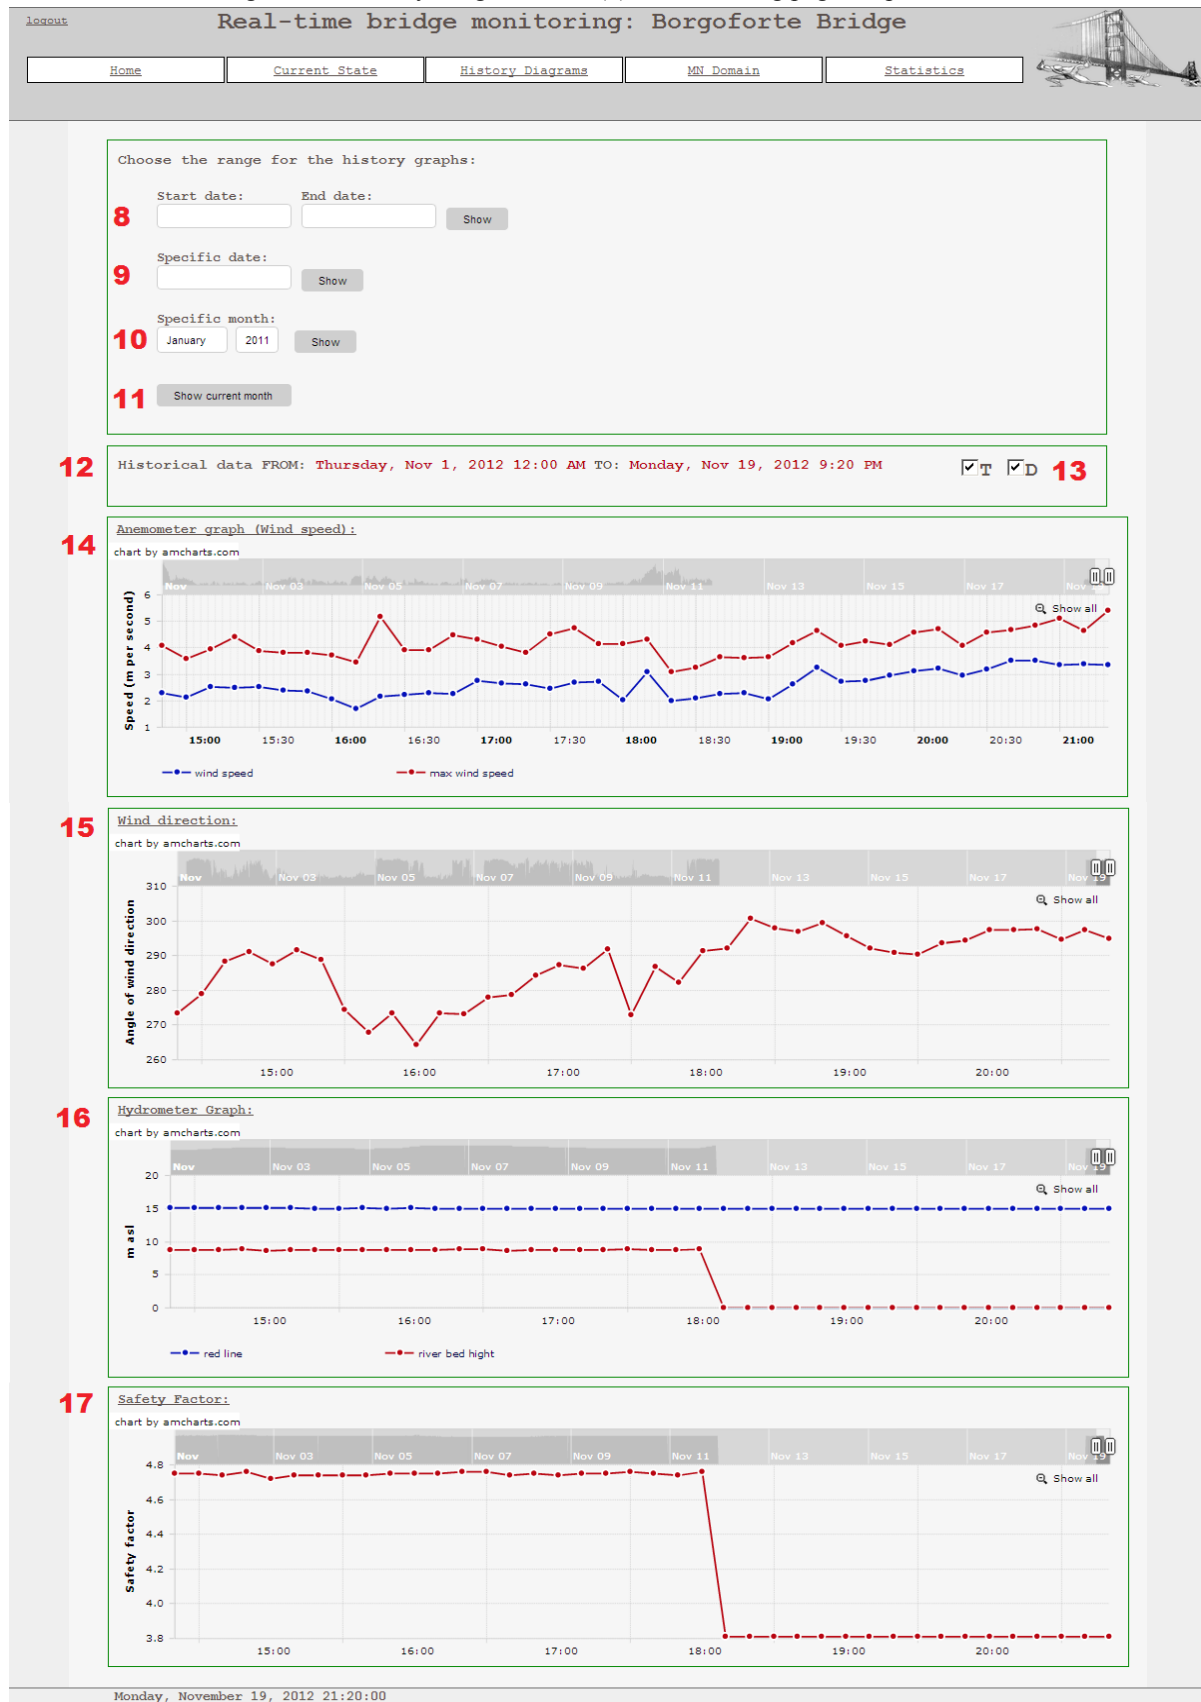 logout
Real-time bridge monitoring: Borgoforte Bridge
Home Current State History Diagrams MN Domain Statistics
Choose the range for the history graphs:
Start date: End date:
8 Show
Specific date:
9 Show
Specific month:
10 January 2011 Show
11 Show current month
12 Historical data FROM: Thursday, Nov 1, 2012 12:00 AM TO: Monday, Nov 19, 2012 9:20 PM T D 13
14 Anemometer graph (Wind speed):
chart by amcharts.com
Nov Nov 03 Nov 05 Nov 07 Nov 09 Nov 11 Nov 13 Nov 15 Nov 17
Show all
Speed (m per second)
6
5
4
3
2
1
15:00 15:30 16:00 16:30 17:00 17:30 18:00 18:30 19:00 19:30 20:00 20:30 21:00
wind speed max wind speed
15 Wind direction:
chart by amcharts.com
Nov Nov 03 Nov 05 Nov 07 Nov 09 Nov 11 Nov 13 Nov 15 Nov 17 Nov 19
Show all
Angle of wind direction
310
300
290
280
270
260
15:00 16:00 17:00 18:00 19:00 20:00
16 Hydrometer Graph:
chart by amcharts.com
Nov Nov 03 Nov 05 Nov 07 Nov 09 Nov 11 Nov 13 Nov 15 Nov 17 Nov 19
Show all
m asl
20
15
10
5
0
15:00 16:00 17:00 18:00 19:00 20:00
red line river bed hight
17 Safety Factor:
chart by amcharts.com
Nov Nov 03 Nov 05 Nov 07 Nov 09 Nov 11 Nov 13 Nov 15 Nov 17 Nov 19
Show all
Safety factor
4.8
4.6
4.4
4.2
4.0
3.8
15:00 16:00 17:00 18:00 19:00 20:00
Monday, November 19, 2012 21:20:00